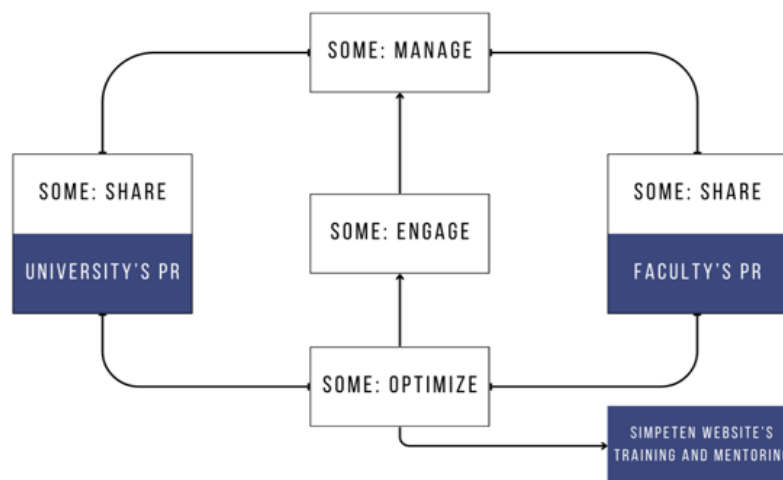 SOME: MANAGE
SOME: SHARE
UNIVERSITY'S PR
SOME: ENGAGE
SOME: SHARE
FACULTY'S PR
SOME: OPTIMIZE
SIMPETEN WEBSITE'S
TRAINING AND MENTORING